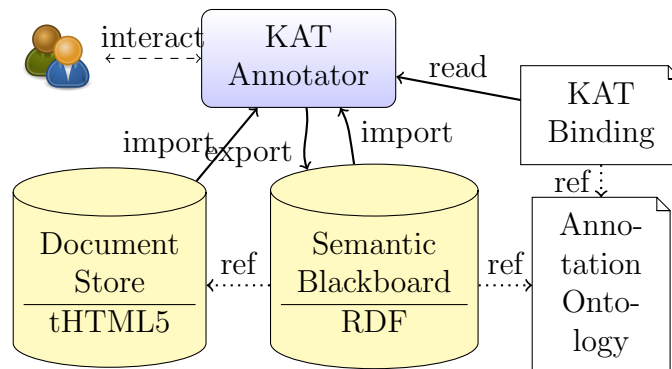 interact
KAT
Annotator
read
KAT
Binding
import
export
import
ref
Document
Store
tHTML5
ref
Semantic
Blackboard
RDF
ref
Anno-
tation
Onto-
logy